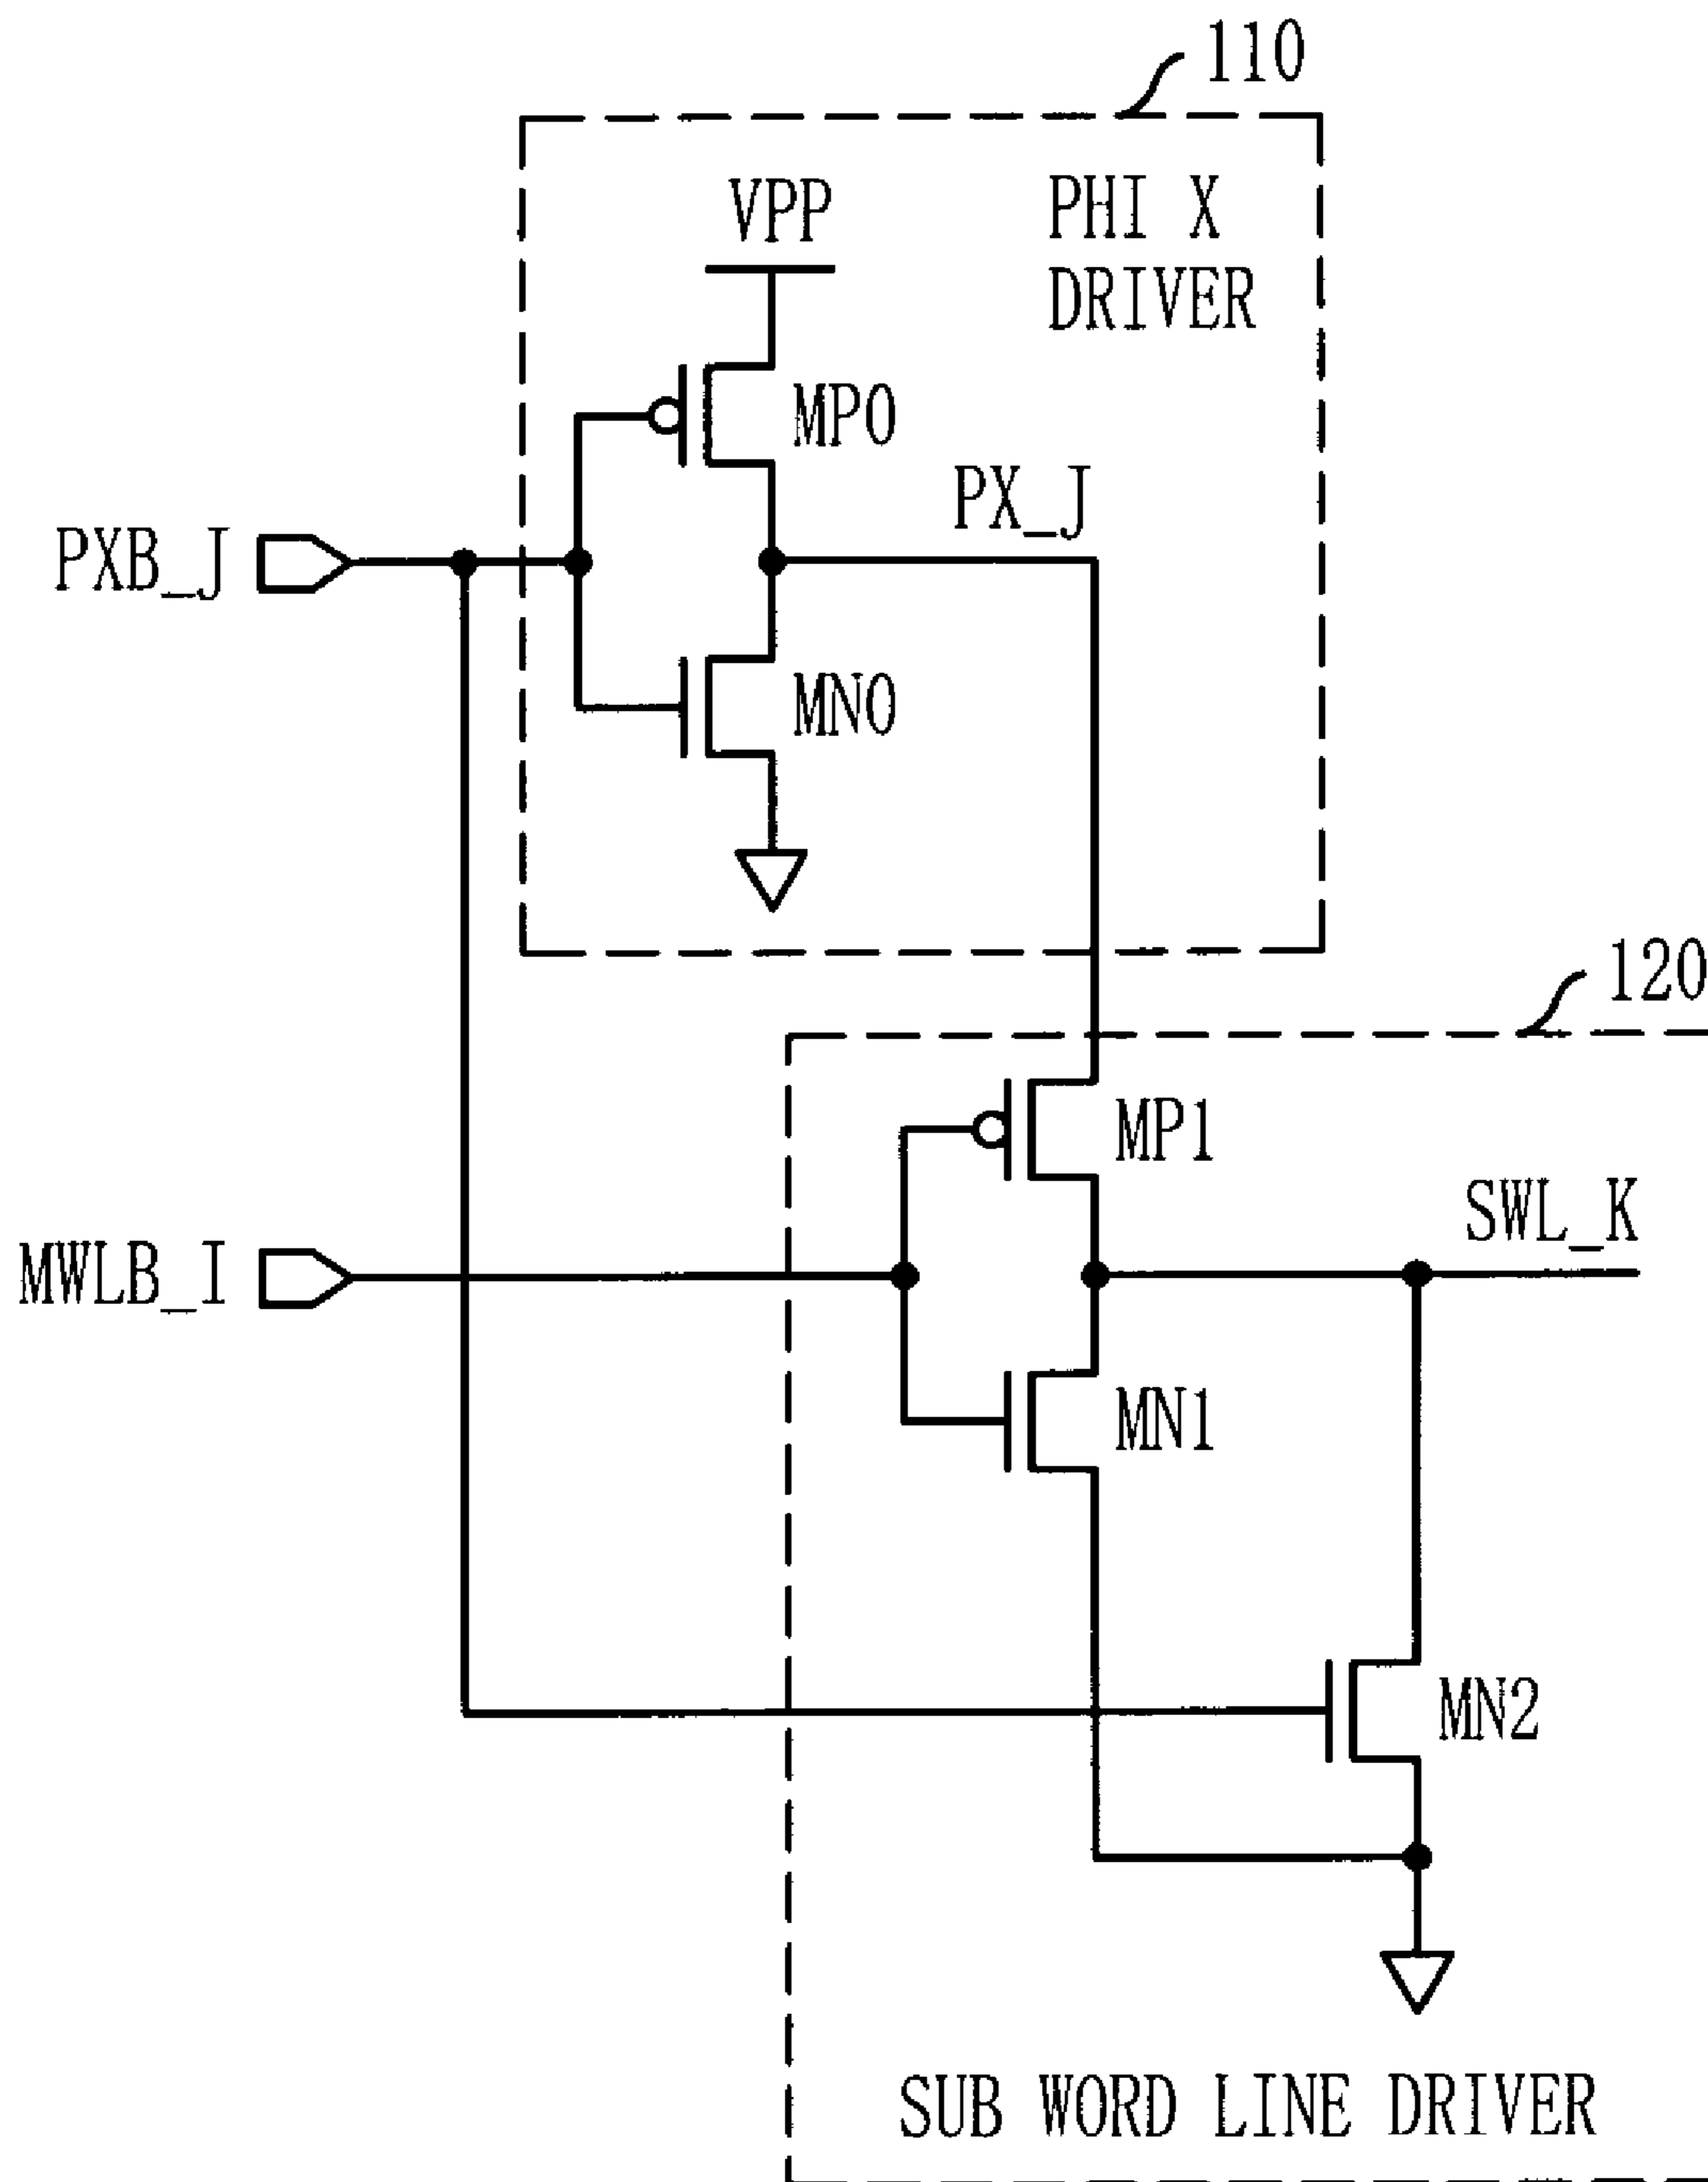 110
VPP
PHI X
DRIVER
MP0
PX_J
PXB_J
MN0
120
MP1
SWL_K
MWLB_I
MN1
MN2
SUB WORD LINE DRIVER